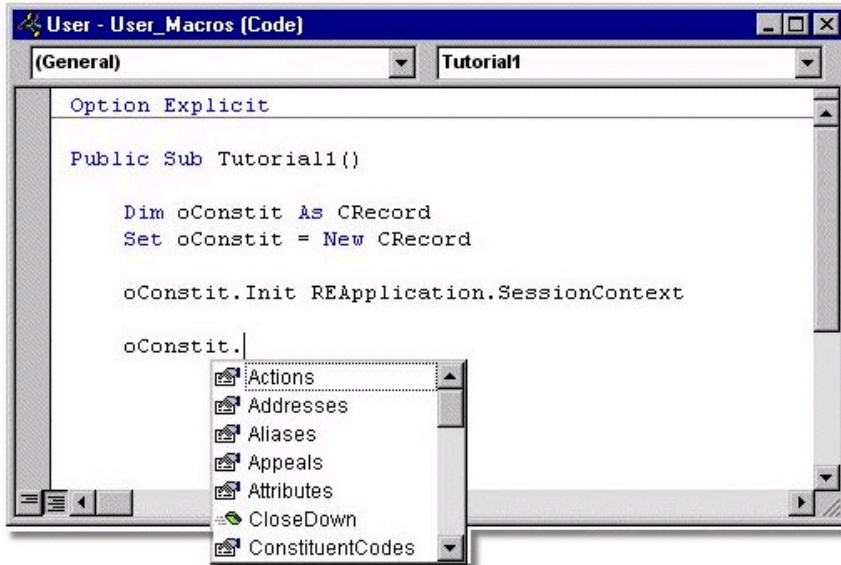 User - User_Macros (Code)
(General) Tutorial1
Option Explicit
Public Sub Tutorial1()
Dim oConstit As CRecord
Set oConstit = New CRecord
oConstit.Init REApplication.SessionContext
oConstit.
Actions
Addresses
Aliases
Appeals
Attributes
CloseDown
ConstituentCodes